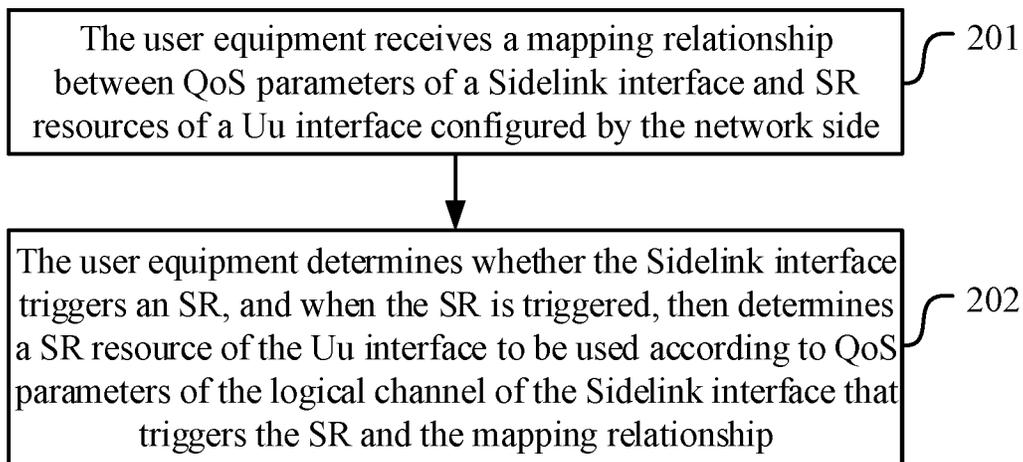 The user equipment receives a mapping relationship
between QoS parameters of a Sidelink interface and SR
resources of a Uu interface configured by the network side
201
The user equipment determines whether the Sidelink interface
triggers an SR, and when the SR is triggered, then determines
a SR resource of the Uu interface to be used according to QoS
parameters of the logical channel of the Sidelink interface that
triggers the SR and the mapping relationship
202